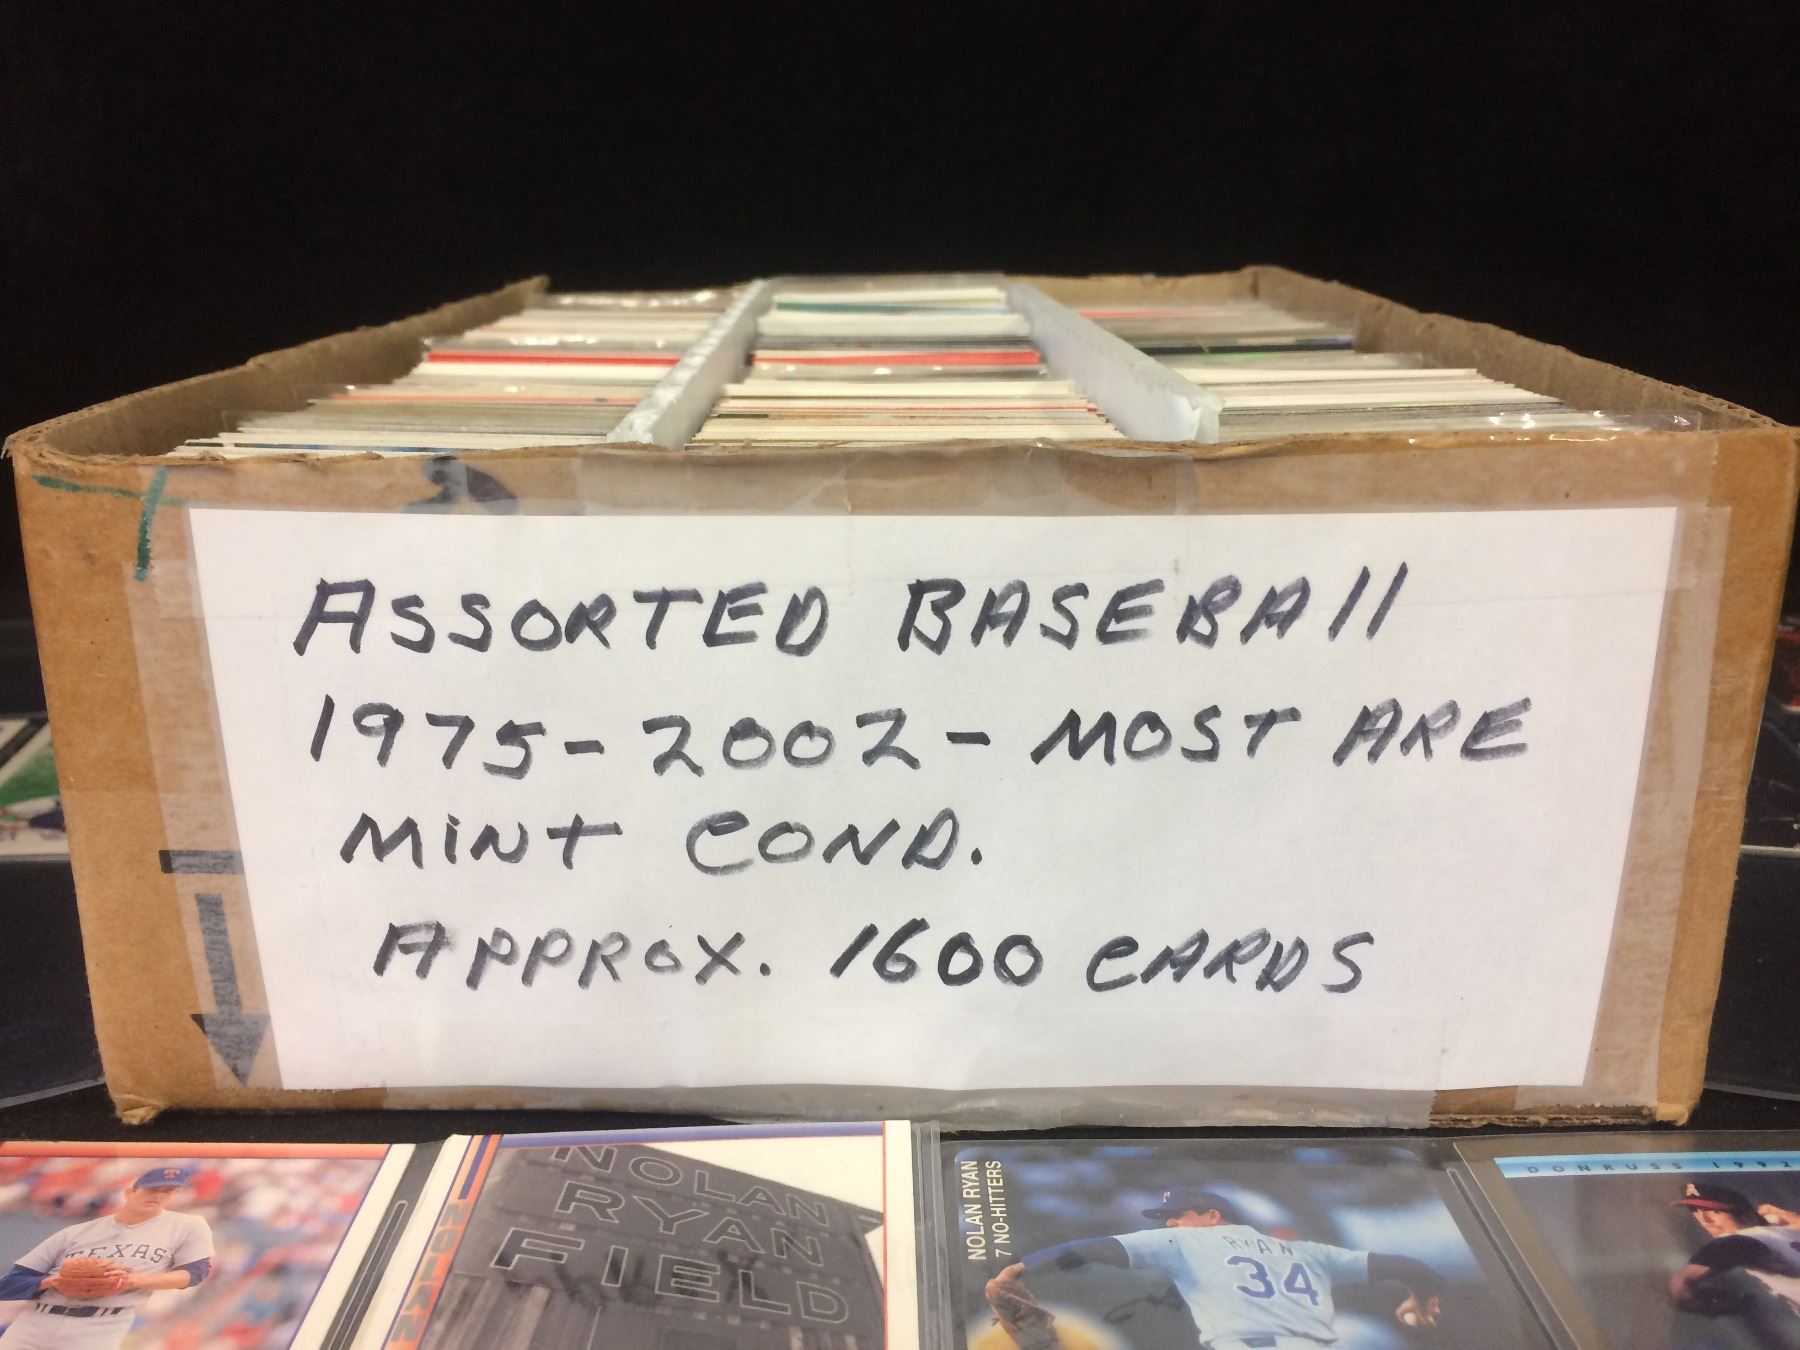 ASSORTED BASEBAll
1975-2002-MOST ARE
MiNT COND.
APPROX. 1600 CARDS
TEXAS
NOLAN
RYAN
FIELD
NOLAN RYAN
7 NO-HITTERS
RYAN
34
DONRUSS 1992